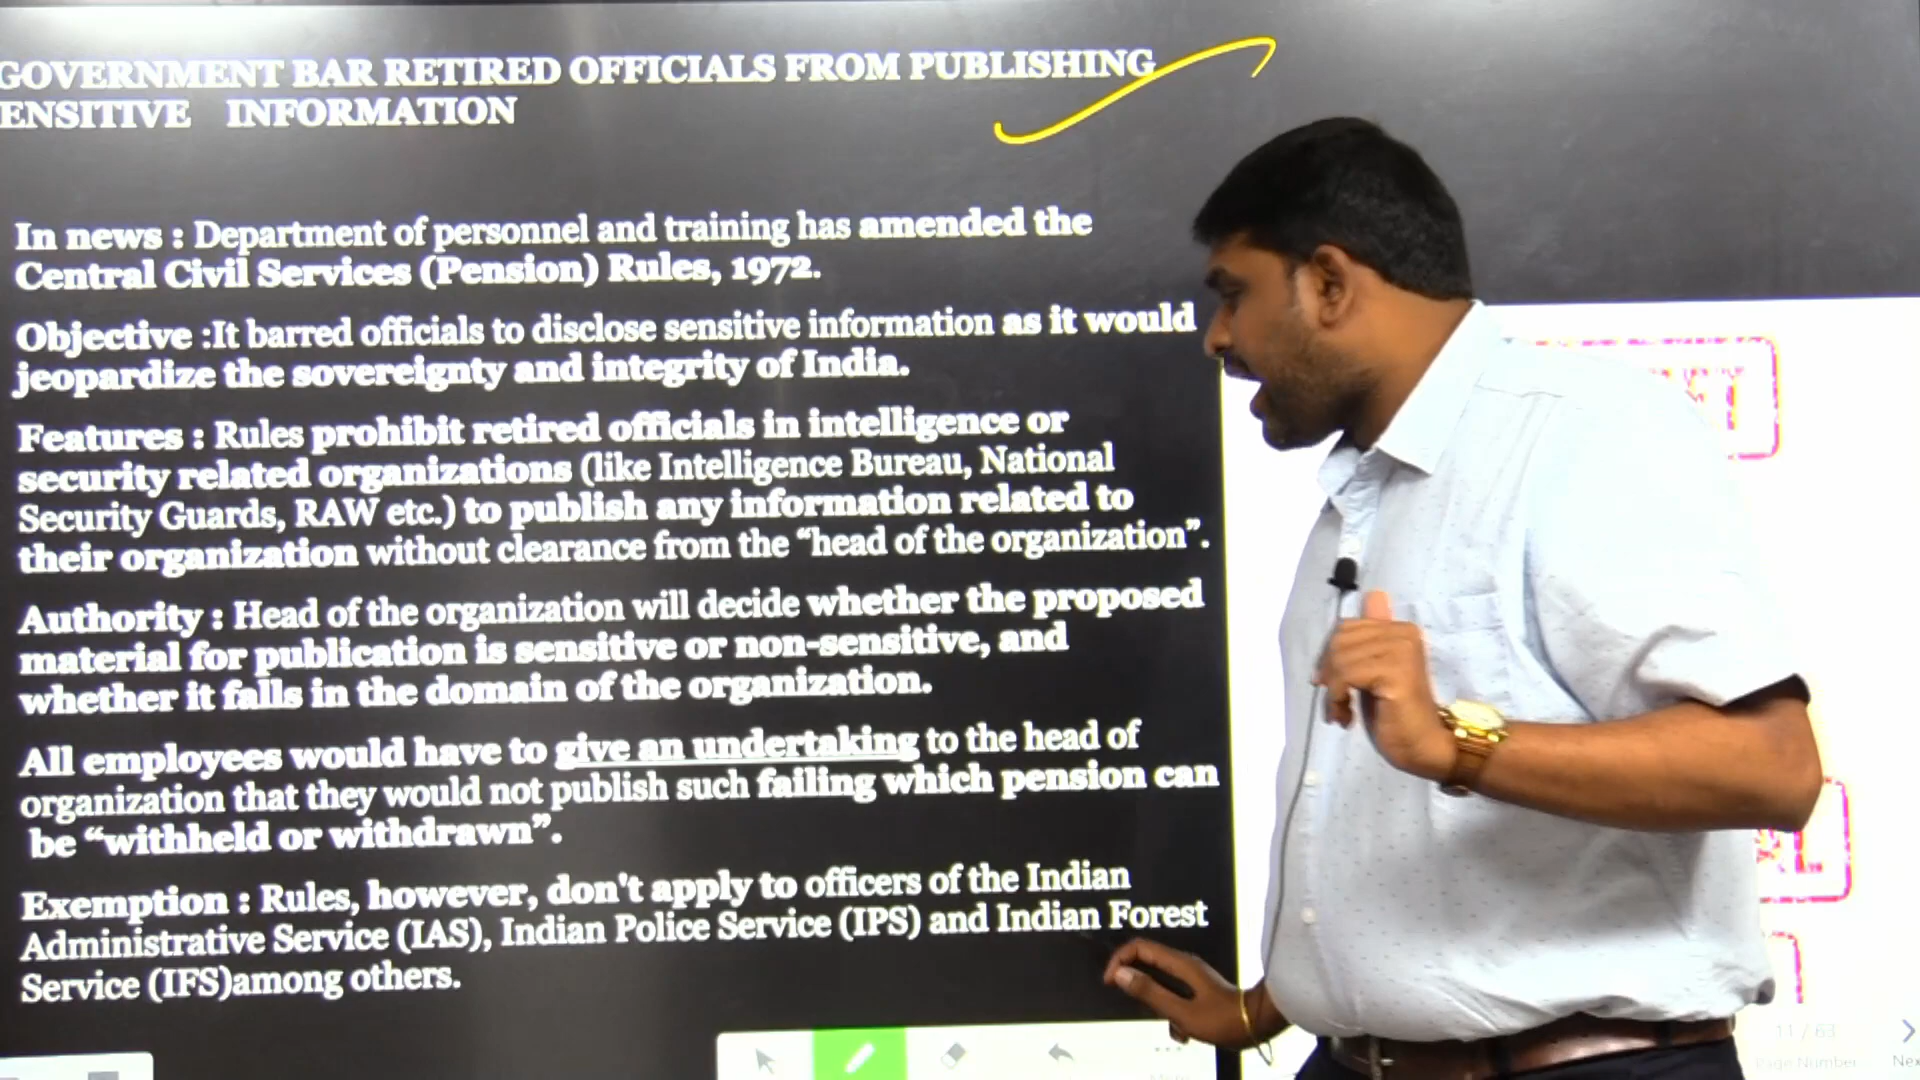 GOVERNMENT BAR RETIRED OFFICIALS FROM PUBLISHING
ENSITIVE INFORMATION
In news : Department of personnel and training has amended the
Central Civil Services (Pension) Rules, 1972.
Objective :It barred officials to disclose sensitive information as it would
jeopardize the sovereignty and integrity of India.
Features : Rules prohibit retired officials in intelligence or
security related organizations (like Intelligence Bureau, National
Security Guards, RAW etc.) to publish any information related to
their organization without clearance from the “head of the organization”.
Authority : Head of the organization will decide whether the proposed
material for publication is sensitive or non-sensitive, and
whether it falls in the domain of the organization.
All employees would have to give an undertaking to the head of
organization that they would not publish such failing which pension can
be “withheld or withdrawn”.
Exemption : Rules, however, don't apply to officers of the Indian
Administrative Service (IAS), Indian Police Service (IPS) and Indian Forest
Service (IFS)among others.
11 / 63
Page Number
Nex